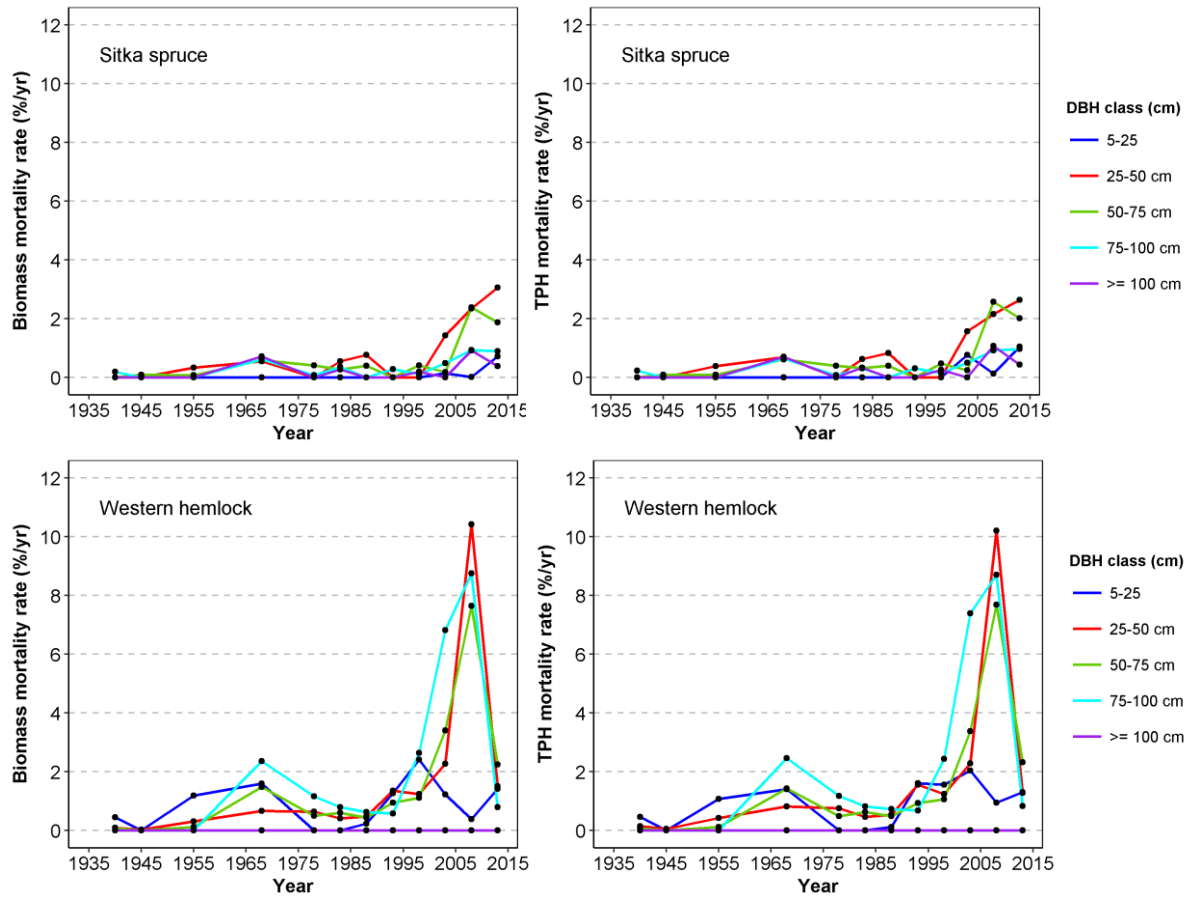 Sitka spruce
Biomass mortality rate (%/yr)
12
10
8
6
4
2
0
1935 1945 1955 1965 1975 1985 1995 2005 2015
Year
Sitka spruce
TPH mortality rate (%/yr)
12
10
8
6
4
2
0
1935 1945 1955 1965 1975 1985 1995 2005 2015
Year
DBH class (cm)
5-25
25-50 cm
50-75 cm
75-100 cm
>= 100 cm
Western hemlock
Biomass mortality rate (%/yr)
12
10
8
6
4
2
0
1935 1945 1955 1965 1975 1985 1995 2005 2015
Year
Western hemlock
TPH mortality rate (%/yr)
12
10
8
6
4
2
0
1935 1945 1955 1965 1975 1985 1995 2005 2015
Year
DBH class (cm)
5-25
25-50 cm
50-75 cm
75-100 cm
>= 100 cm